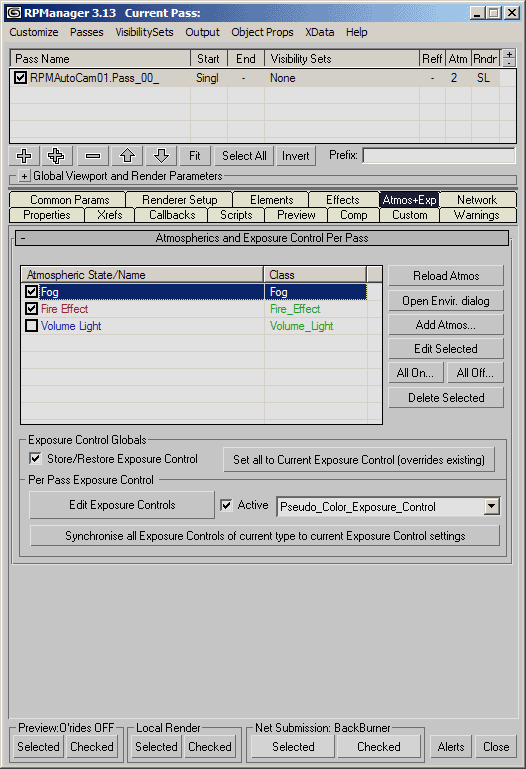 RPManager 3.13 Current Pass:
Customize Passes VisibilitySets Output Object Props XData Help
Pass Name Start End Visibility Sets Reff Atm Rndr
RPMAutoCam01.Pass_00_ Singl - None - 2 SL
Fit Select All Invert Prefix:
+ Global Viewport and Render Parameters
Common Params Renderer Setup Elements Effects Atmos+Exp Network
Properties Xrefs Callbacks Scripts Preview Comp Custom Warnings
- Atmospherics and Exposure Control Per Pass
Atmospheric State/Name Class
Fog Fog
Fire Effect Fire_Effect
Volume Light Volume_Light
Reload Atmos
Open Envir. dialog
Add Atmos...
Edit Selected
All On... All Off...
Delete Selected
Exposure Control Globals
Store/Restore Exposure Control Set all to Current Exposure Control (overrides existing)
Per Pass Exposure Control
Edit Exposure Controls Active Pseudo_Color_Exposure_Control
Synchronise all Exposure Controls of current type to current Exposure Control settings
Preview:O'rides OFF Local Render Net Submission: BackBurner
Selected Checked Selected Checked Selected Checked Alerts Close